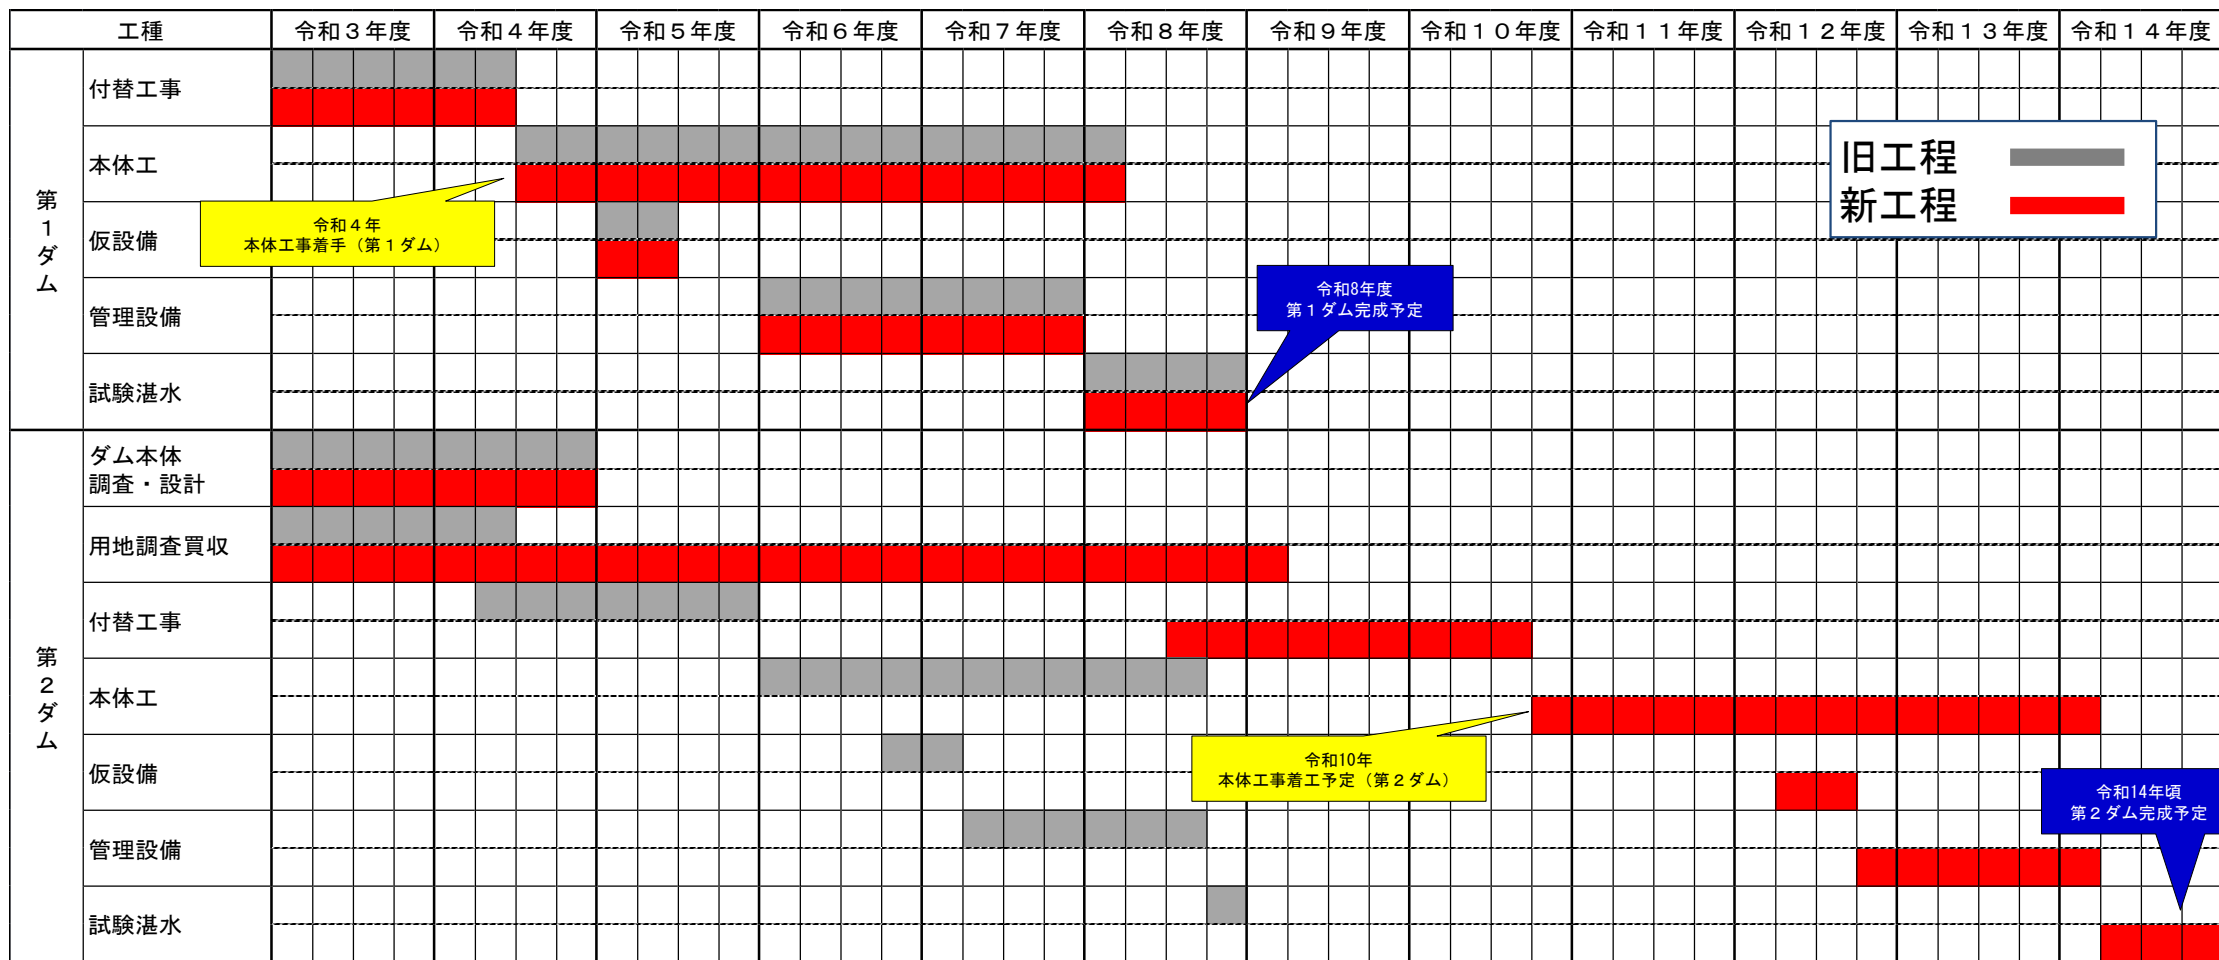 工種 令和３年度 令和４年度 令和５年度 令和６年度 令和７年度 令和８年度 令和９年度 令和１０年度 令和１１年度 令和１２年度 令和１３年度 令和１４年度
第１ダム
付替工事
本体工
仮設備
管理設備
試験湛水
令和４年
本体工事着手（第１ダム）
旧工程
新工程
令和8年度
第１ダム完成予定
第２ダム
ダム本体
調査・設計
用地調査買収
付替工事
本体工
仮設備
管理設備
試験湛水
令和10年
本体工事着工予定（第２ダム）
令和14年頃
第２ダム完成予定